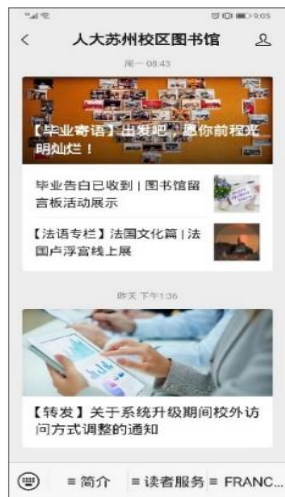 9:05
人大苏州校区图书馆
周一 08:43
【毕业寄语】出发吧，愿你前程光
明灿烂！
毕业告白已收到 | 图书馆留
言板活动展示
【法语专栏】法国文化篇 | 法
国卢浮宫线上展
昨天 下午1:36
【转发】关于系统升级期间校外访
问方式调整的通知
≡ 简介
≡ 读者服务
≡ FRANC...